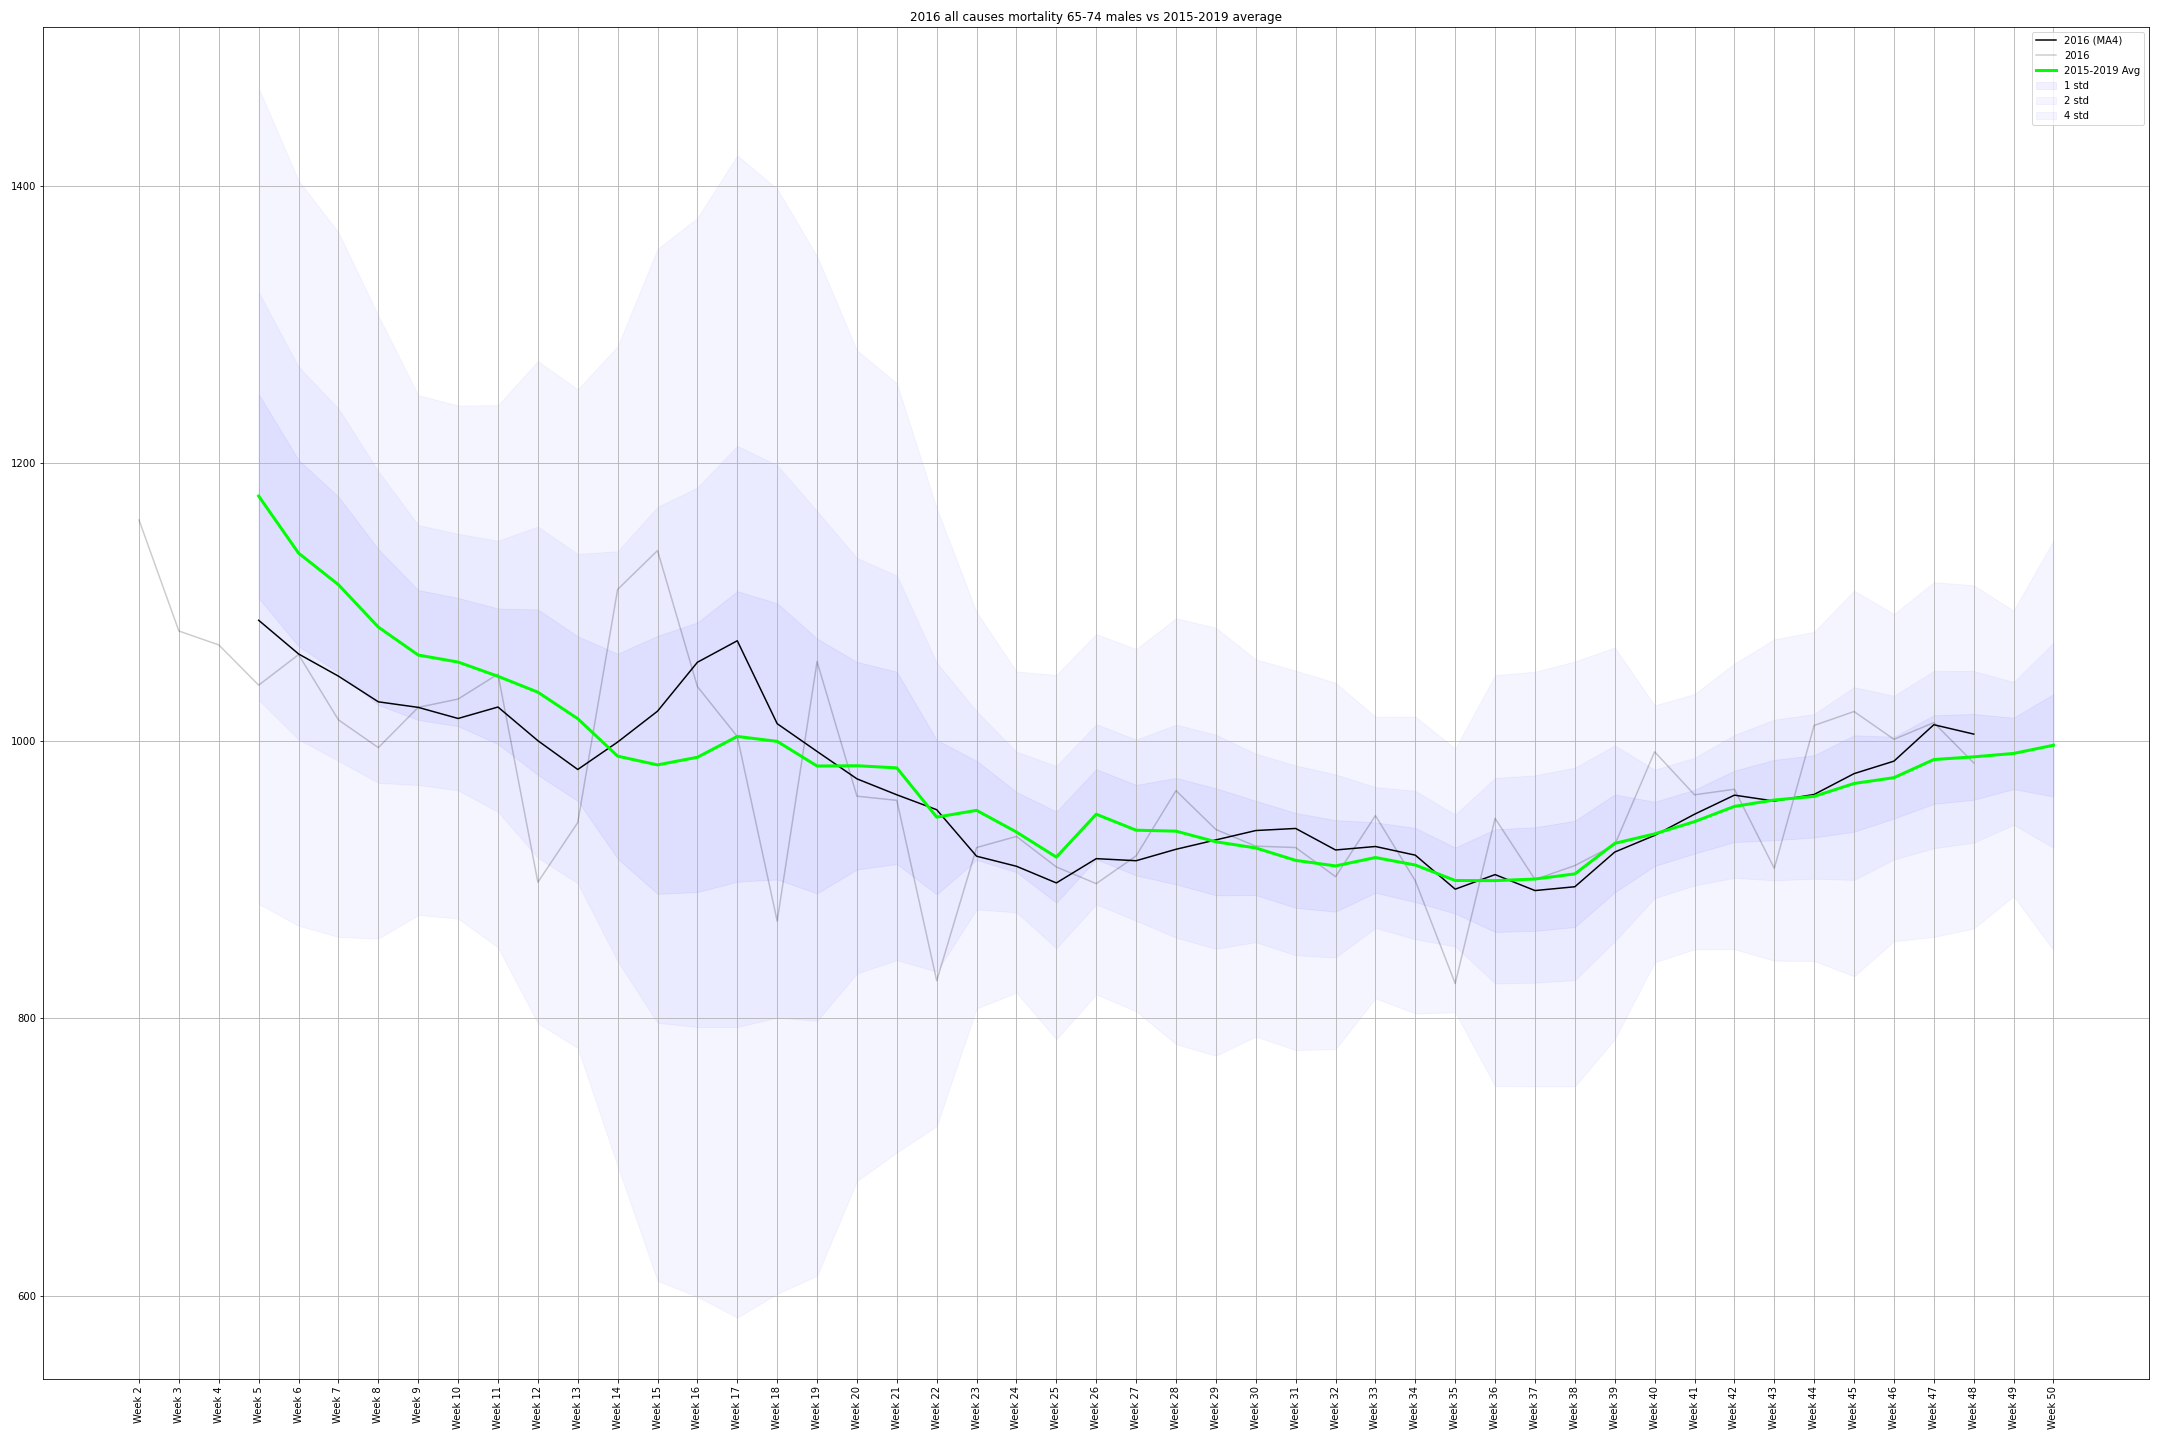 2016 all causes mortality 65-74 males vs 2015-2019 average
2016 (MA4)
2016
2015-2019 Avg
1 std
2 std
4 std
1400
1200
1000
800
600
Week 2
Week 3
Week 4
Week 5
Week 6
Week 7
Week 8
Week 9
Week 10
Week 11
Week 12
Week 13
Week 14
Week 15
Week 16
Week 17
Week 18
Week 19
Week 20
Week 21
Week 22
Week 23
Week 24
Week 25
Week 26
Week 27
Week 28
Week 29
Week 30
Week 31
Week 32
Week 33
Week 34
Week 35
Week 36
Week 37
Week 38
Week 39
Week 40
Week 41
Week 42
Week 43
Week 44
Week 45
Week 46
Week 47
Week 48
Week 49
Week 50